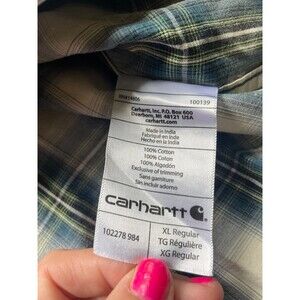 100139
Carhartt, Inc. P.O. Box 600
Dearborn, MI 48121 USA
carhartt.com
Made in India
Fabriqué en Inde
Hecho en India
100% Cotton
100% Coton
100% Algodón
Exclusive of trimming
Sans garniture
Sin incluir adorno
carhartt
102278 984
XL Regular
TG Régulière
XG Regular